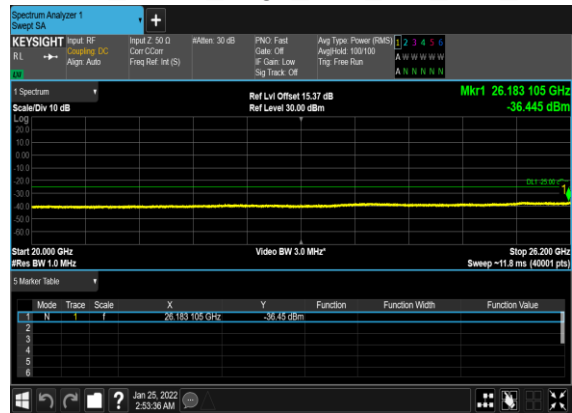 Spectrum Analyzer 1
Swept SA
+
KEYSIGHT Input: RF Input Z: 50 Ω #Atten: 30 dB PNO: Fast Avg Type: Power (RMS) 1 2 3 4 5 6
RL Coupling: DC Corr CCorr Gate: Off Avg|Hold: 100/100 A W W W W W
Align: Auto Freq Ref: Int (S) IF Gain: Low Trig: Free Run
Sig Track: Off A N N N N N
LW
1 Spectrum Ref Lvl Offset 15.37 dB Mkr1 26.183 105 GHz
Scale/Div 10 dB Ref Level 30.00 dBm -36.445 dBm
Log
20.0
10.0
0.00
-10.0
-20.0
DL1 -25.00
-30.0
1
-40.0
-50.0
-60.0
Start 20.000 GHz Video BW 3.0 MHz* Stop 26.200 GHz
#Res BW 1.0 MHz Sweep ~11.8 ms (40001 pts)
5 Marker Table
Mode Trace Scale X Y Function Function Width Function Value
1 N 1 f 26.183 105 GHz -36.45 dBm
2
3
4
5
6
? Jan 25, 2022
2:53:36 AM